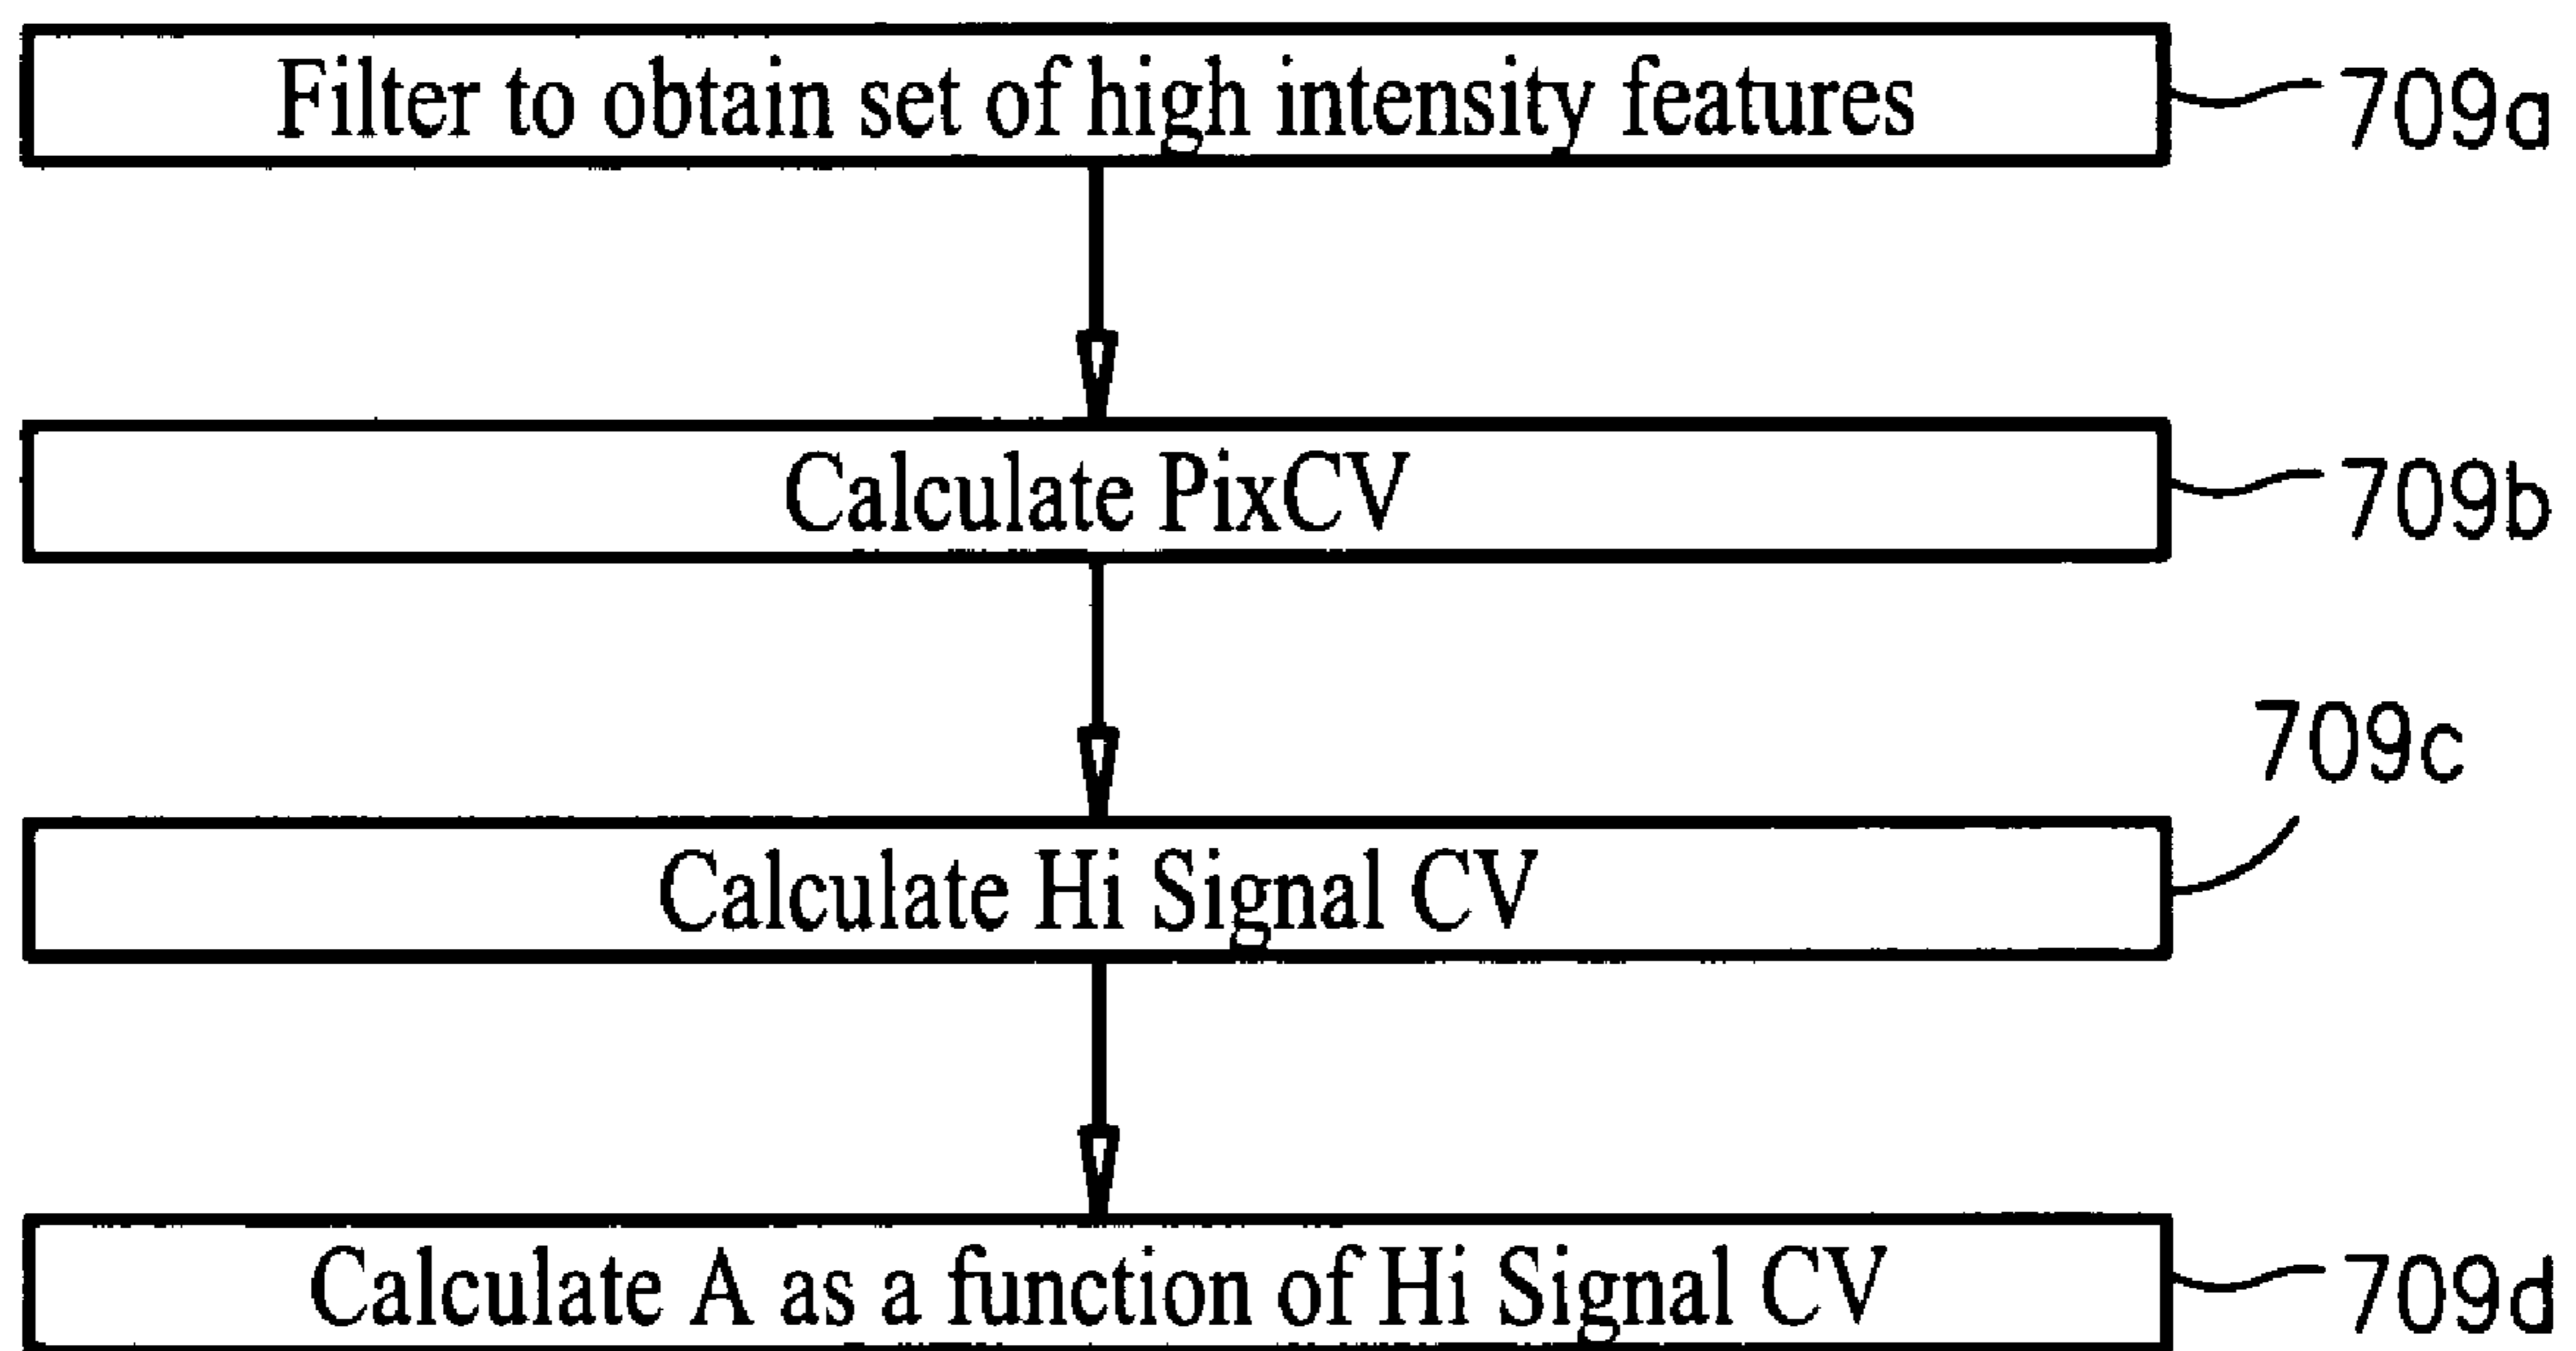 Filter to obtain set of high intensity features
709a
Calculate PixCV
709b
709c
Calculate Hi Signal CV
Calculate A as a function of Hi Signal CV
709d